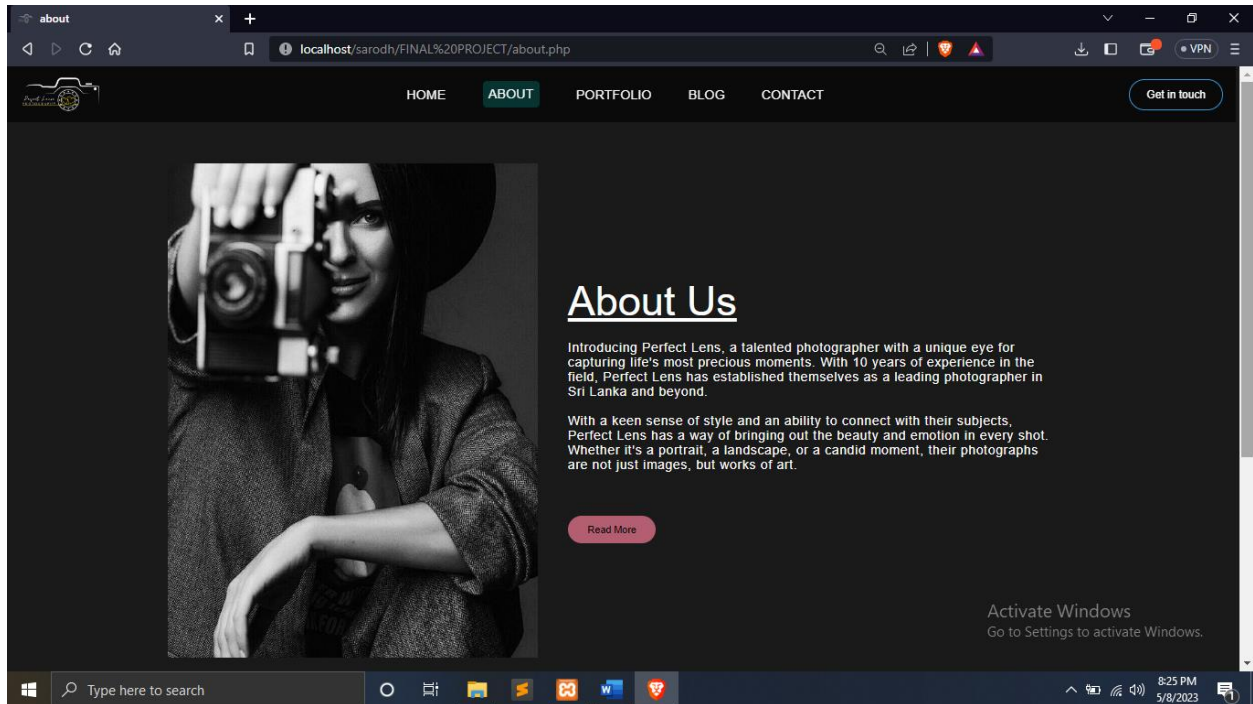 about
localhost/sarodh/FINAL%20PROJECT/about.php
VPN
HOME ABOUT PORTFOLIO BLOG CONTACT
Get in touch
About Us
Introducing Perfect Lens, a talented photographer with a unique eye for
capturing life's most precious moments. With 10 years of experience in the
field, Perfect Lens has established themselves as a leading photographer in
Sri Lanka and beyond.
With a keen sense of style and an ability to connect with their subjects,
Perfect Lens has a way of bringing out the beauty and emotion in every shot.
Whether it's a portrait, a landscape, or a candid moment, their photographs
are not just images, but works of art.
Read More
Activate Windows
Go to Settings to activate Windows.
Type here to search
8:25 PM
5/8/2023